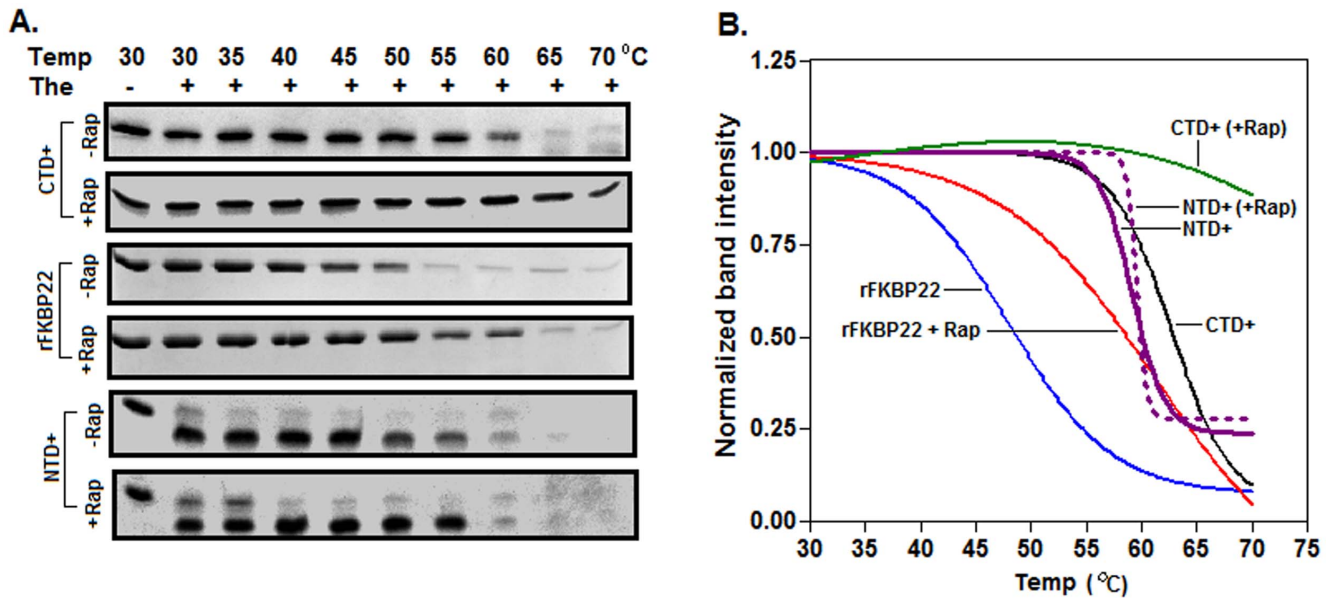 A.
Temp 30 30 35 40 45 50 55 60 65 70 °C
The - + + + + + + + + +
CTD+
-Rap
+Rap
rFKBP22
-Rap
+Rap
NTD+
-Rap
+Rap
B.
Normalized band intensity
1.25
1.00
0.75
0.50
0.25
0.00
CTD+ (+Rap)
NTD+ (+Rap)
NTD+
rFKBP22
rFKBP22 + Rap
CTD+
30 35 40 45 50 55 60 65 70 75
Temp (°C)